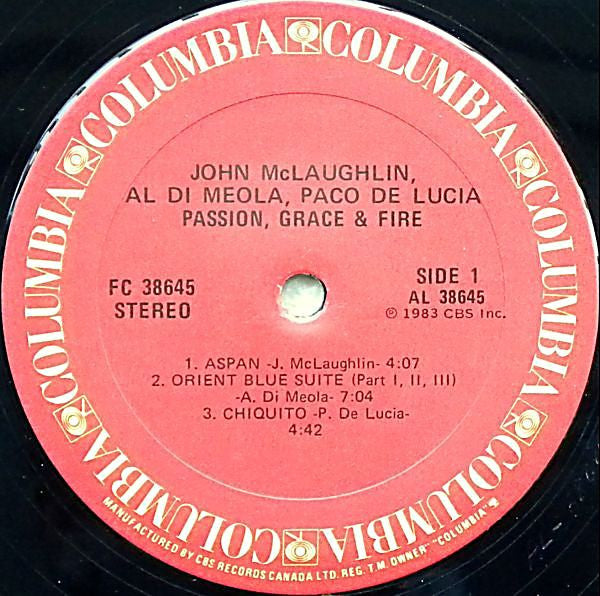 COLUMBIA COLUMBIA COLUMBIA COLUMBIA COLUMBIA COLUMBIA
JOHN McLAUGHLIN,
AL DI MEOLA, PACO DE LUCIA
PASSION, GRACE & FIRE
FC 38645
STEREO
SIDE 1
AL 38645
℗ 1983 CBS Inc.
1. ASPAN -J. McLaughlin- 4:07
2. ORIENT BLUE SUITE (Part I, II, III)
-A. Di Meola- 7:04
3. CHIQUITO -P. De Lucia-
4:42
MANUFACTURED BY CBS RECORDS CANADA LTD. REG. T.M. OWNER "COLUMBIA"